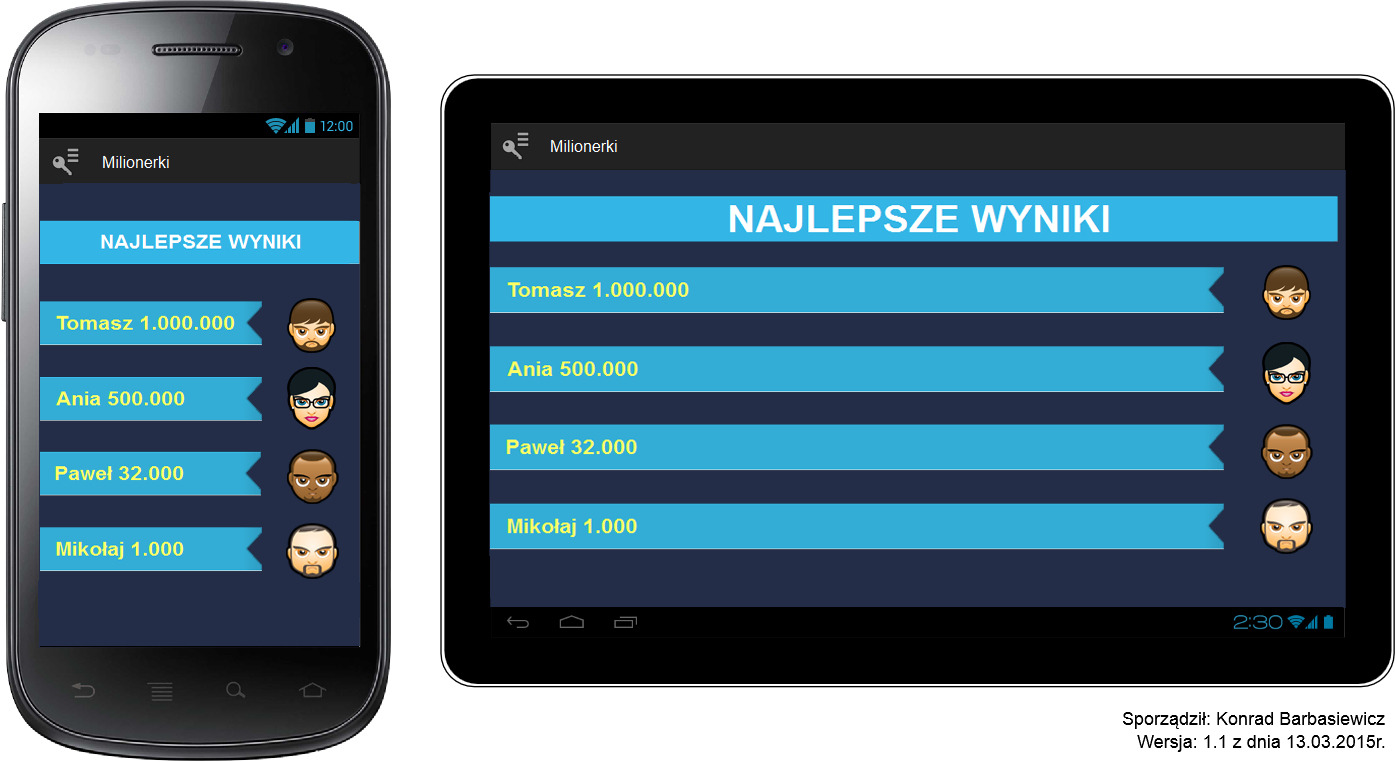 12:00
Milionerki
NAJLEPSZE WYNIKI
Tomasz 1.000.000
Ania 500.000
Paweł 32.000
Mikołaj 1.000
Milionerki
NAJLEPSZE WYNIKI
Tomasz 1.000.000
Ania 500.000
Paweł 32.000
Mikołaj 1.000
2:30
Sporządził: Konrad Barbasiewicz
Wersja: 1.1 z dnia 13.03.2015r.